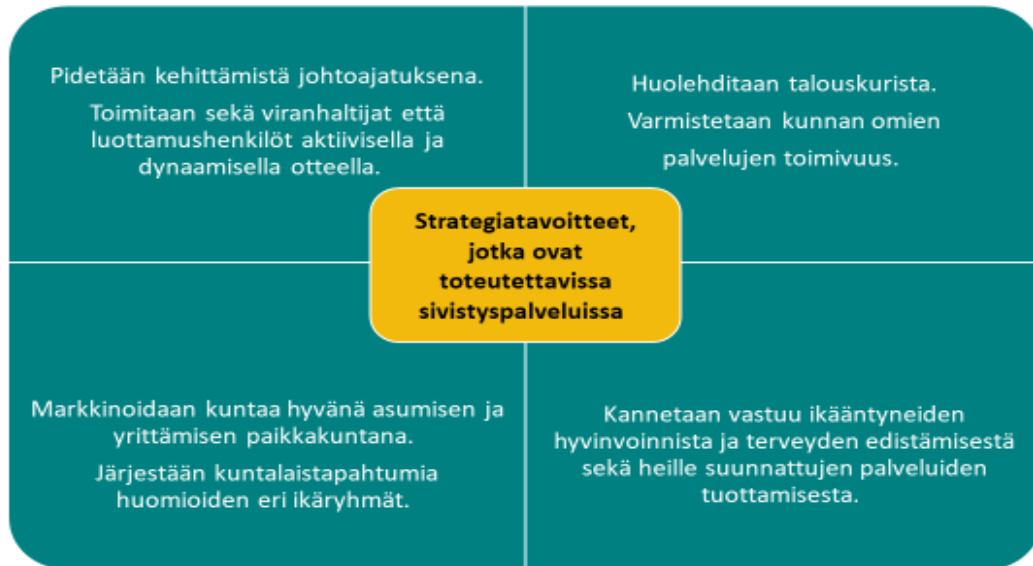 Pidetään kehittämistä johtoajatuksena.
Toimitaan sekä viranhaltijat että
luottamushenkilöt aktiivisella ja
dynaamisella otteella.
Huolehditaan talouskurista.
Varmistetaan kunnan omien
palvelujen toimivuus.
Strategiatavoitteet,
jotka ovat
toteutettavissa
sivistyspalveluissa
Markkinoidaan kuntaa hyvänä asumisen ja
yrittämisen paikkakuntana.
Järjestään kuntalaistapahtumia
huomioiden eri ikäryhmät.
Kannetaan vastuu ikääntyneiden
hyvinvoinnista ja terveyden edistämisestä
sekä heille suunnattujen palveluiden
tuottamisesta.